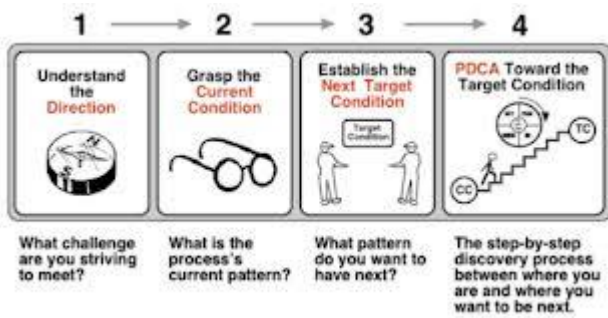 1 2 3 4
Understand
the
Direction
N
S
Grasp the
Current
Condition
Establish the
Next Target
Condition
Target
Condition
PDCA Toward the
Target Condition
TC
CC
What challenge
are you striving
to meet?
What is the
process's
current pattern?
What pattern
do you want to
have next?
The step-by-step
discovery process
between where you
are and where you
want to be next.